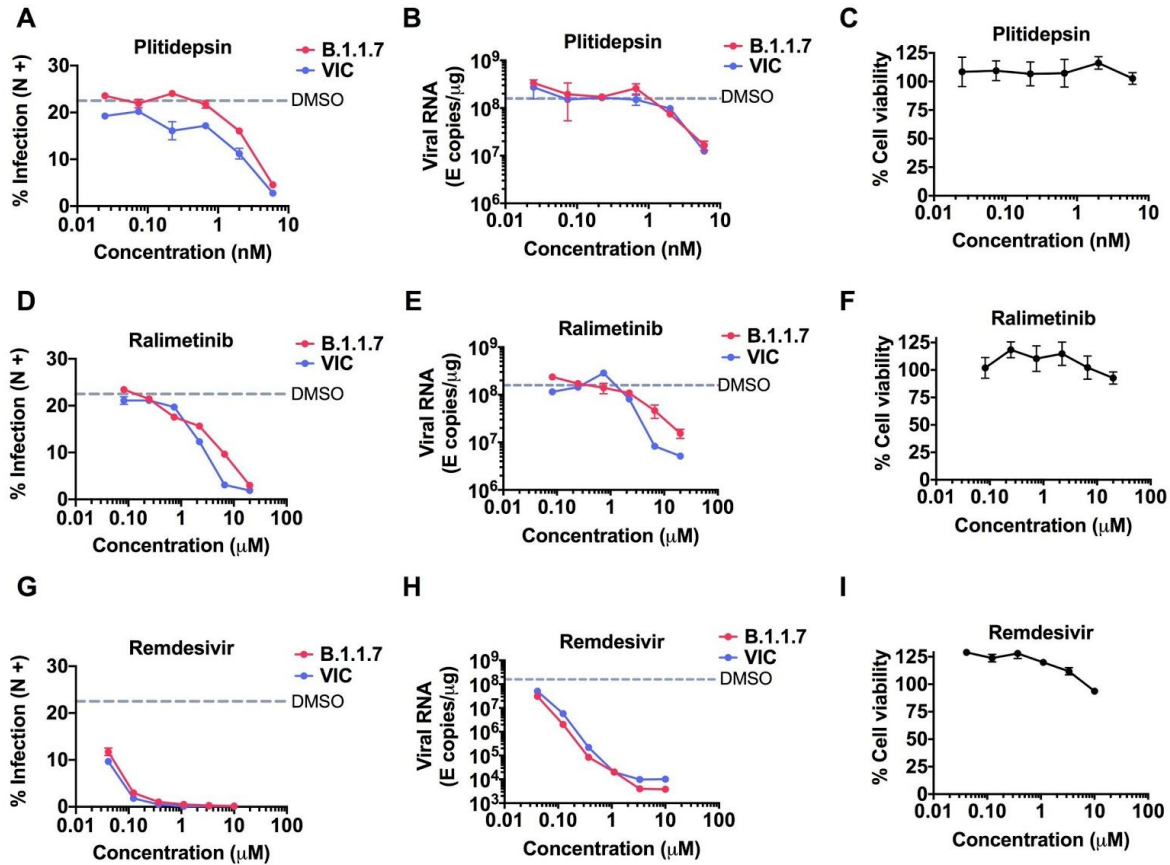 A
Plitidepsin
B.1.1.7
VIC
DMSO
% Infection (N +)
30
20
10
0
0.01
0.10
1
10
Concentration (nM)
B
Plitidepsin
B.1.1.7
VIC
DMSO
Viral RNA
(E copies/μg)
10⁹
10⁸
10⁷
10⁶
0.01
0.1
1
10
Concentration (nM)
C
Plitidepsin
% Cell viability
125
100
75
50
25
0
0.01
0.1
1
10
Concentration (nM)
D
Ralimetinib
B.1.1.7
VIC
DMSO
% Infection (N +)
30
20
10
0
0.01
0.10
1
10
100
Concentration (μM)
E
Ralimetinib
B.1.1.7
VIC
DMSO
Viral RNA
(E copies/μg)
10⁹
10⁸
10⁷
10⁶
0.01
0.10
1
10
100
Concentration (μM)
F
Ralimetinib
% Cell viability
125
100
75
50
25
0
0.01
0.10
1
10
100
Concentration (μM)
G
Remdesivir
B.1.1.7
VIC
DMSO
% Infection (N +)
30
20
10
0
0.01
0.10
1
10
100
Concentration (μM)
H
Remdesivir
B.1.1.7
VIC
DMSO
Viral RNA
(E copies/μg)
10⁹
10⁸
10⁷
10⁶
10⁵
10⁴
10³
0.01
0.10
1
10
100
Concentration (μM)
I
Remdesivir
% Cell viability
125
100
75
50
25
0
0.01
0.10
1
10
100
Concentration (μM)